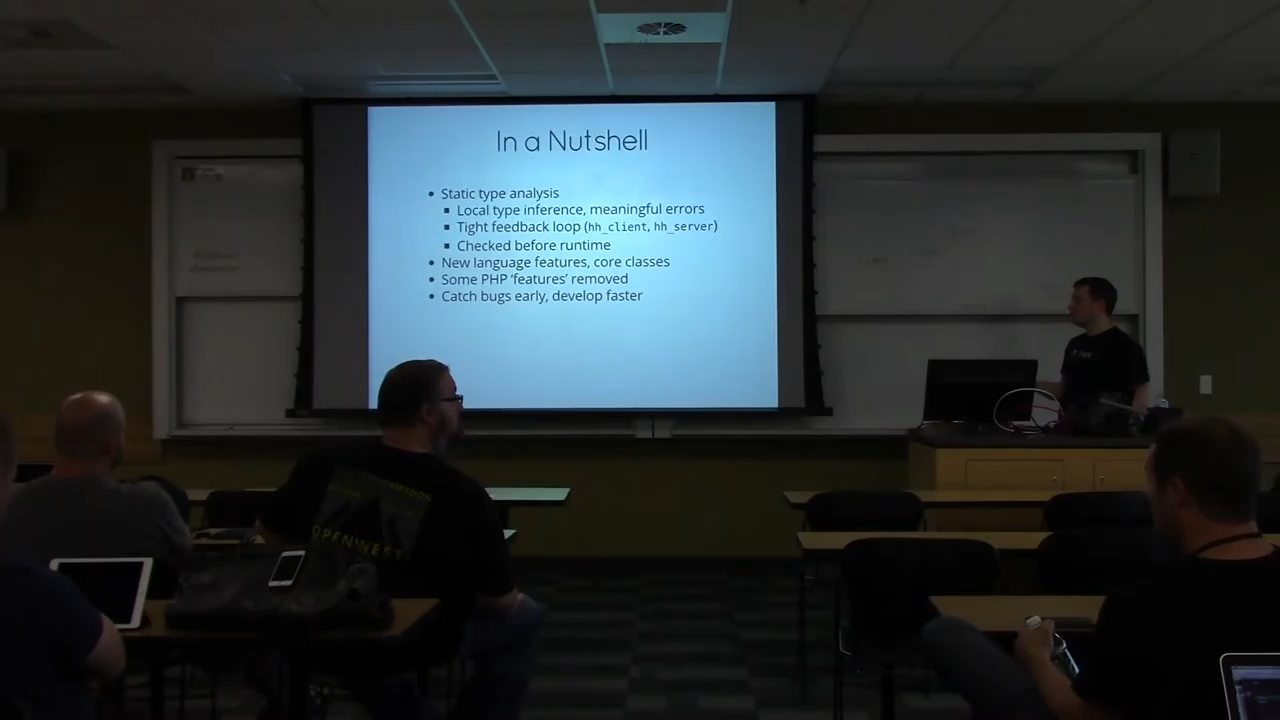 In a Nutshell
• Static type analysis
▪ Local type inference, meaningful errors
▪ Tight feedback loop (hh_client, hh_server)
▪ Checked before runtime
• New language features, core classes
• Some PHP ‘features’ removed
• Catch bugs early, develop faster
OPENWEST